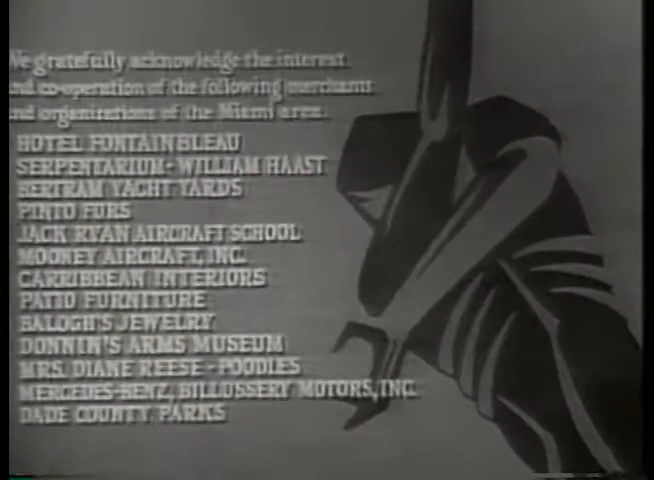 We gratefully acknowledge the interest
and co-operation of the following merchants
and organizations of the Miami area.
HOTEL FONTAINBLEAU
SERPENTARIUM - WILLIAM HAAST
BERTRAM YACHT YARDS
PINTO FURS
JACK RYAN AIRCRAFT SCHOOL
MOONEY AIRCRAFT, INC.
CARRIBBEAN INTERIORS
PATIO FURNITURE
BALOGH'S JEWELRY
DONNIN'S ARMS MUSEUM
MRS. DIANE REESE - POODLES
MERCEDES-BENZ, BILLUSSERY MOTORS, INC.
DADE COUNTY PARKS